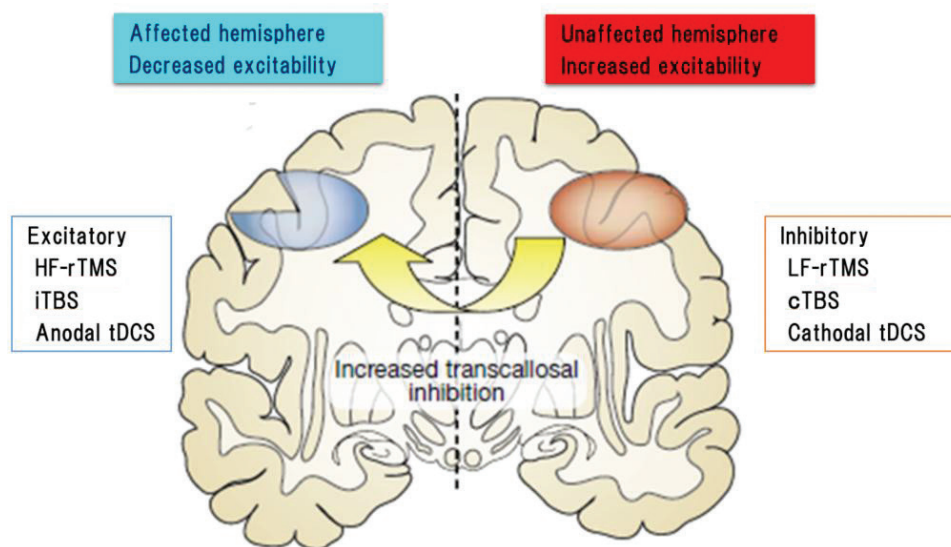 Affected hemisphere
Decreased excitability
Unaffected hemisphere
Increased excitability
Excitatory
HF-rTMS
iTBS
Anodal tDCS
Inhibitory
LF-rTMS
cTBS
Cathodal tDCS
Increased transcallosal
inhibition